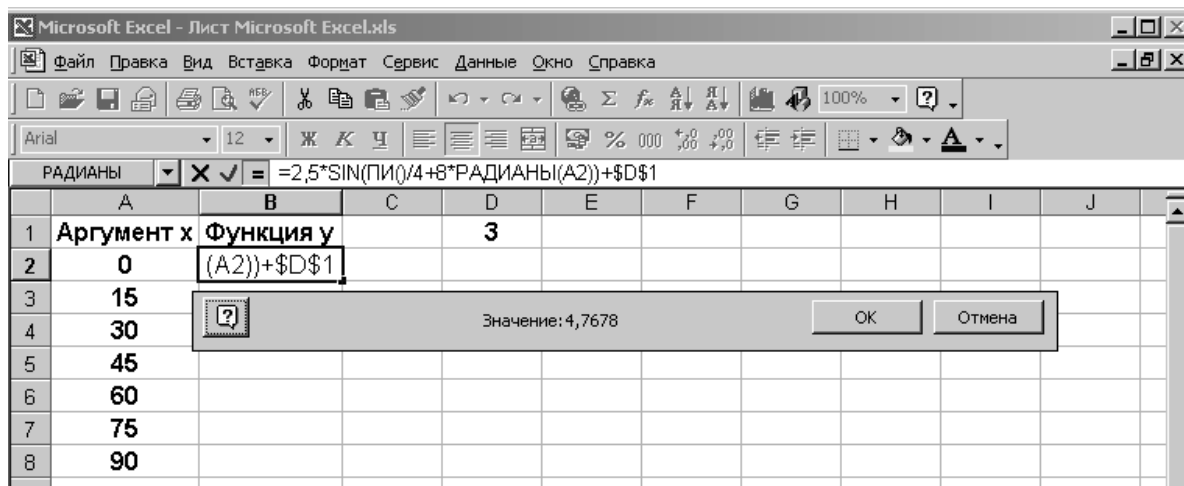 Microsoft Excel - Лист Microsoft Excel.xls
Файл Правка Вид Вставка Формат Сервис Данные Окно Справка
100%
Arial 12 Ж К Ч % 000
РАДИАНЫ = =2,5*SIN(ПИ()/4+8*РАДИАНЫ(A2))+$D$1
A B C D E F G H I J
1 Аргумент x Функция y 3
2 0 (A2))+$D$1
3 15
Значение:4,7678 OK Отмена
4 30
5 45
6 60
7 75
8 90